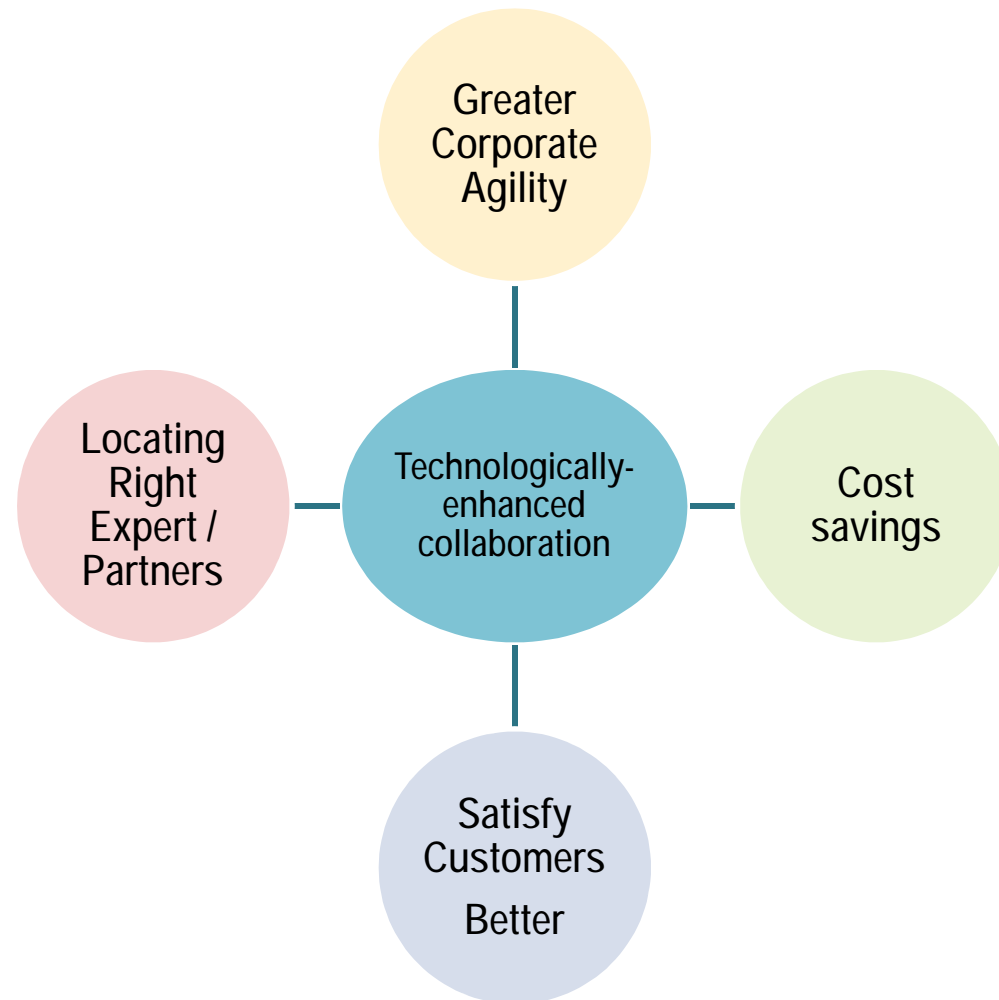 Greater
Corporate
Agility
Locating
Right
Expert /
Partners
Technologically-
enhanced
collaboration
Cost
savings
Satisfy
Customers
Better